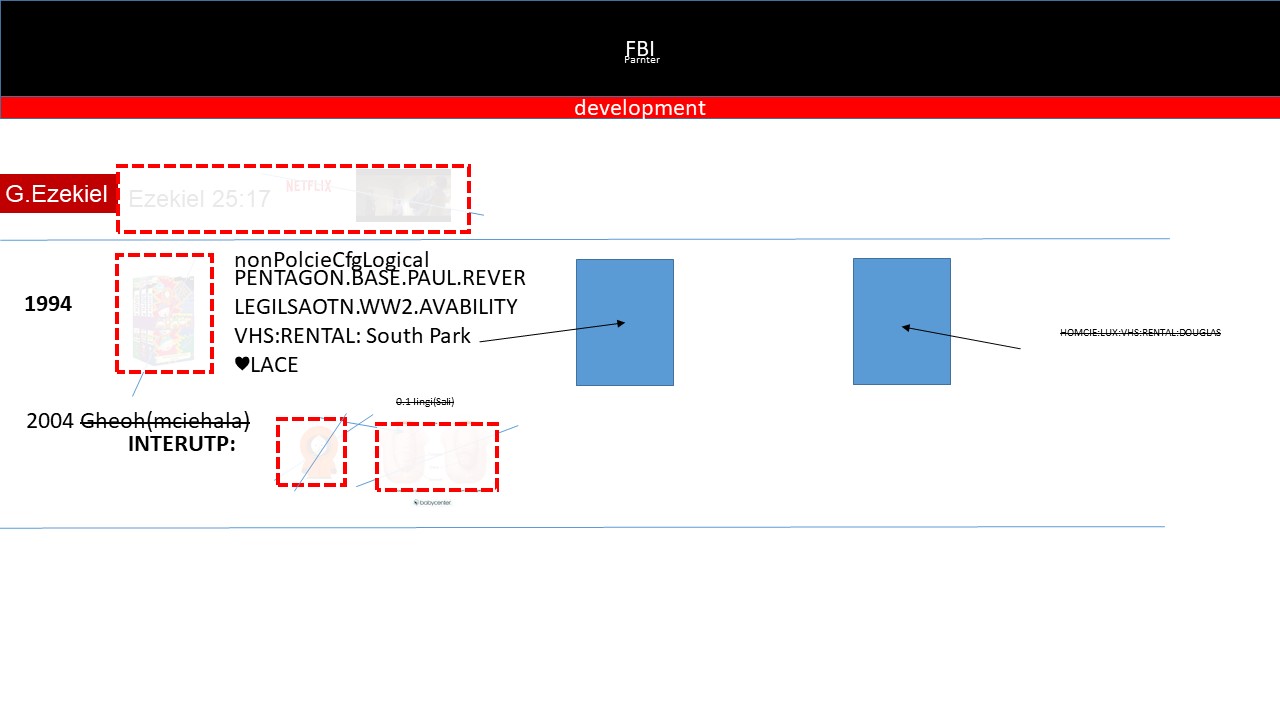 FBI
Parnter
development
G.Ezekiel
Ezekiel 25:17
NETFLIX
nonPolcieCfgLogical
PENTAGON.BASE.PAUL.REVER
1994
LEGILSAOTN.WW2.AVABILITY
VHS:RENTAL: South Park
HOMCIE:LUX:VHS:RENTAL:DOUGLAS
♥LACE
0.1 lingi(Sali)
2004 Gheoh(mciehala)
INTERUTP:
babycenter